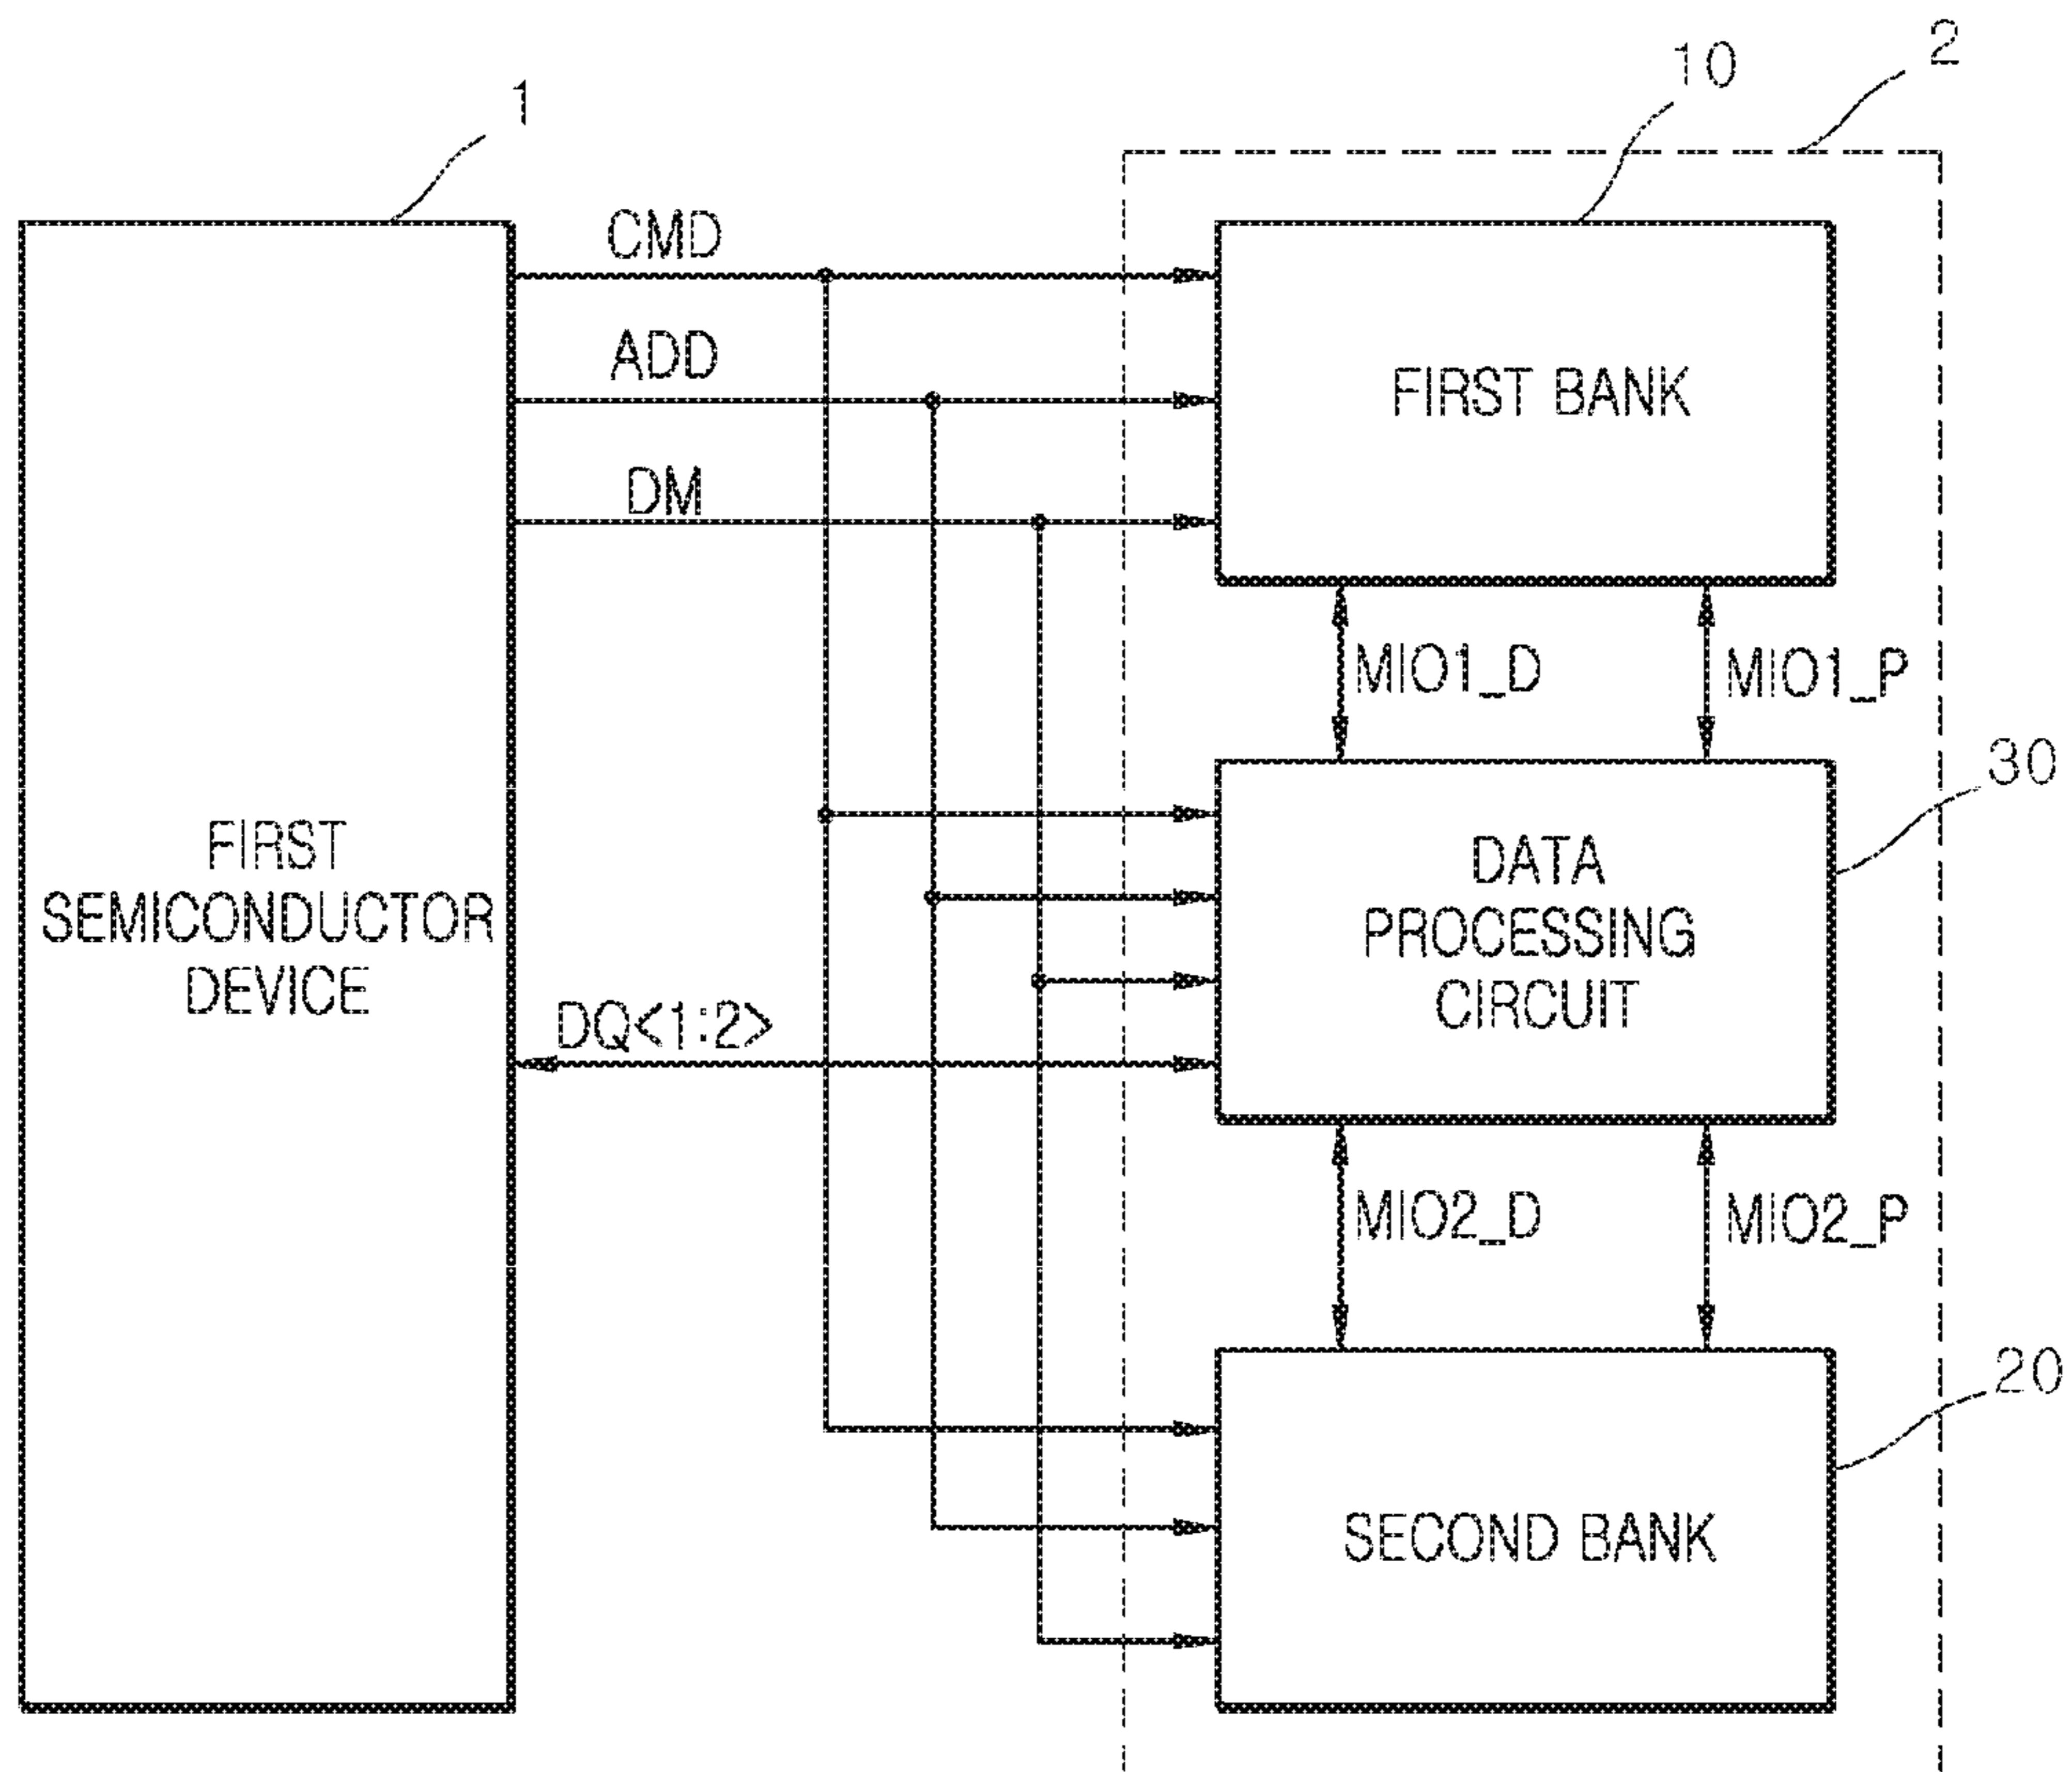 2
10
1
CMD
ADD
FIRST BANK
DM
MIO1_D
MIO1_P
30
FIRST
SEMICONDUCTOR
DEVICE
DATA
PROCESSING
CIRCUIT
DQ<1:2>
MIO2_D
MIO2_P
20
SECOND BANK